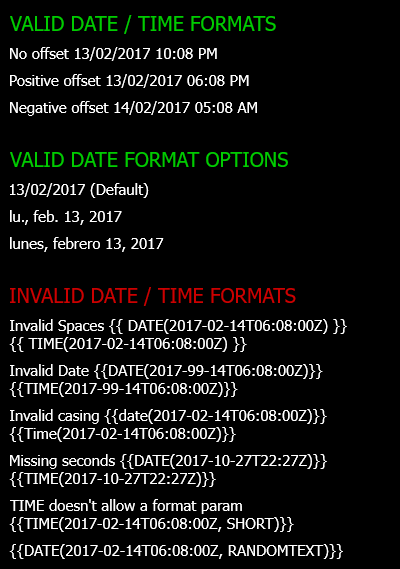 VALID DATE / TIME FORMATS
No offset 13/02/2017 10:08 PM
Positive offset 13/02/2017 06:08 PM
Negative offset 14/02/2017 05:08 AM
VALID DATE FORMAT OPTIONS
13/02/2017 (Default)
lu., feb. 13, 2017
lunes, febrero 13, 2017
INVALID DATE / TIME FORMATS
Invalid Spaces {{ DATE(2017-02-14T06:08:00Z) }}
{{ TIME(2017-02-14T06:08:00Z) }}
Invalid Date {{DATE(2017-99-14T06:08:00Z)}}
{{TIME(2017-99-14T06:08:00Z)}}
Invalid casing {{date(2017-02-14T06:08:00Z)}}
{{Time(2017-02-14T06:08:00Z)}}
Missing seconds {{DATE(2017-10-27T22:27Z)}}
{{TIME(2017-10-27T22:27Z)}}
TIME doesn't allow a format param
{{TIME(2017-02-14T06:08:00Z, SHORT)}}
{{DATE(2017-02-14T06:08:00Z, RANDOMTEXT)}}